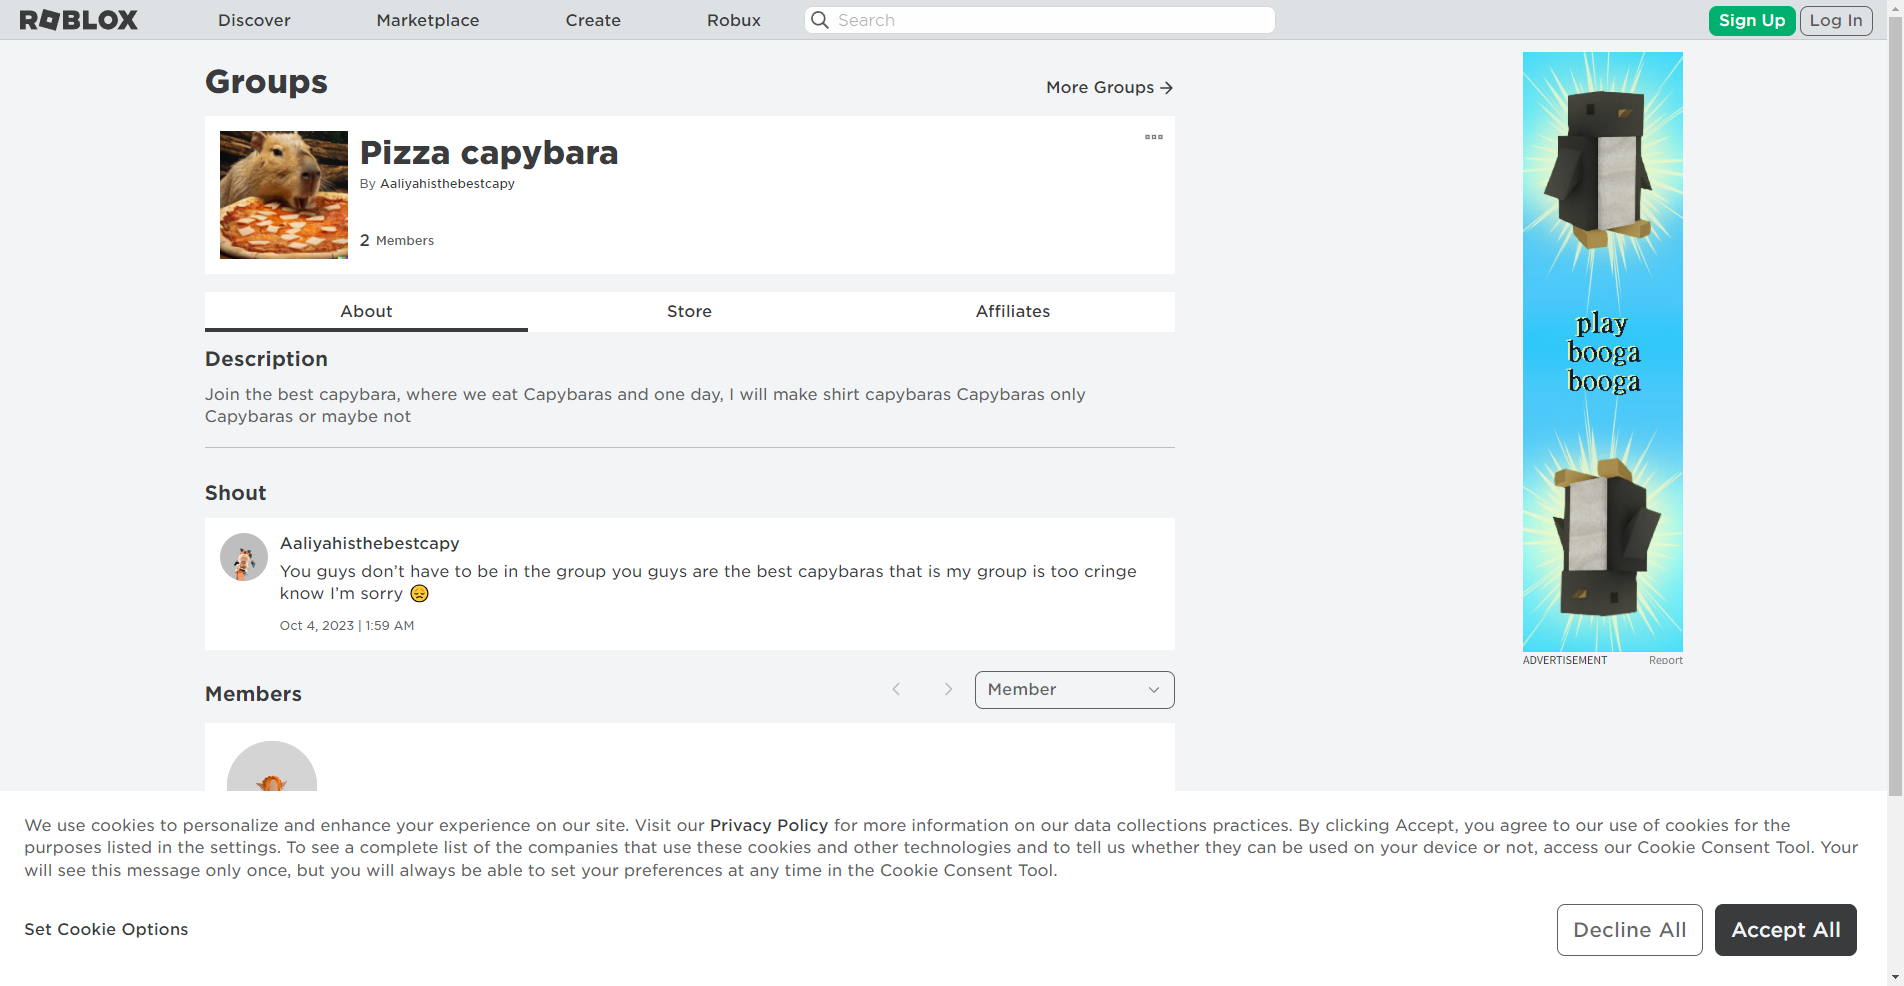 ROBLOX
Discover
Marketplace
Create
Robux
Search
Sign Up
Log In
Groups
More Groups
Pizza capybara
By Aaliyahisthebestcapy
2 Members
About
Store
Affiliates
Description
Join the best capybara, where we eat Capybaras and one day, I will make shirt capybaras Capybaras only
Capybaras or maybe not
Shout
Aaliyahisthebestcapy
You guys don’t have to be in the group you guys are the best capybaras that is my group is too cringe
know I’m sorry 😞
Oct 4, 2023 | 1:59 AM
Members
Member
play
booga
booga
ADVERTISEMENT
Report
We use cookies to personalize and enhance your experience on our site. Visit our Privacy Policy for more information on our data collections practices. By clicking Accept, you agree to our use of cookies for the
purposes listed in the settings. To see a complete list of the companies that use these cookies and other technologies and to tell us whether they can be used on your device or not, access our Cookie Consent Tool. Your
will see this message only once, but you will always be able to set your preferences at any time in the Cookie Consent Tool.
Set Cookie Options
Decline All
Accept All